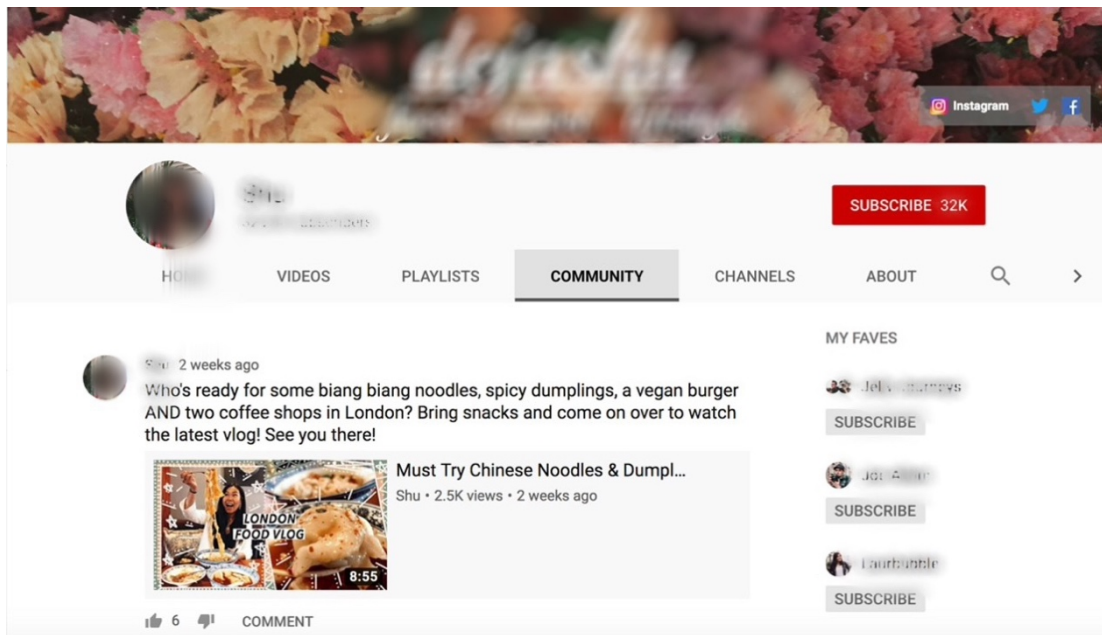 Instagram
SUBSCRIBE 32K
VIDEOS PLAYLISTS COMMUNITY CHANNELS ABOUT
2 weeks ago
Who's ready for some biang biang noodles, spicy dumplings, a vegan burger
AND two coffee shops in London? Bring snacks and come on over to watch
the latest vlog! See you there!
LONDON
FOOD VLOG
8:55
Must Try Chinese Noodles & Dumpl...
Shu • 2.5K views • 2 weeks ago
6 COMMENT
MY FAVES
SUBSCRIBE
SUBSCRIBE
SUBSCRIBE